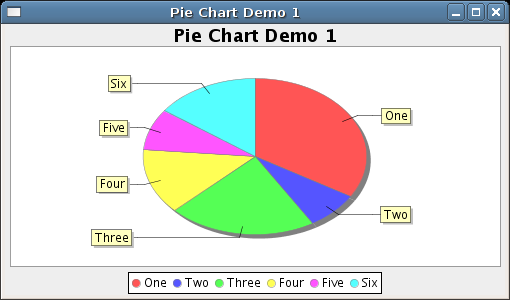 Pie Chart Demo 1
Pie Chart Demo 1
Six
One
Five
Four
Two
Three
One Two Three Four Five Six